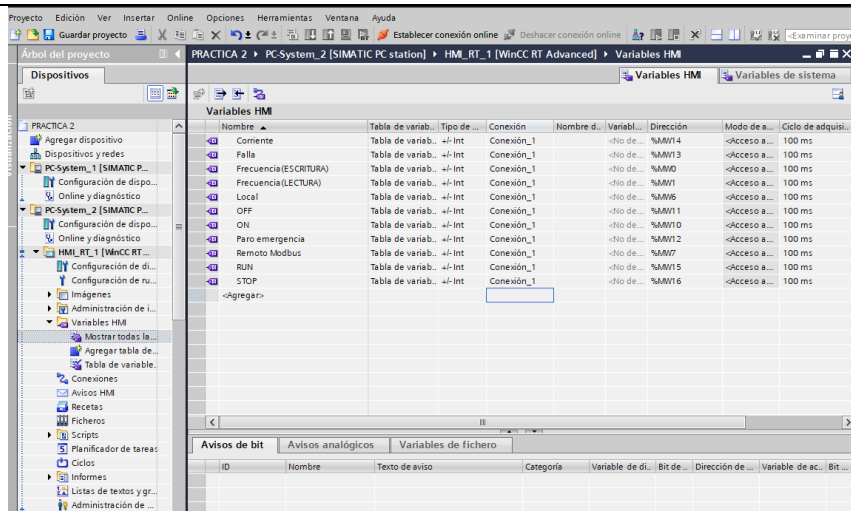 Proyecto Edición Ver Insertar Online Opciones Herramientas Ventana Ayuda
Guardar proyecto Establecer conexión online Deshacer conexión online <Examinar proye
Árbol del proyecto PRACTICA 2 PC-System_2 [SIMATIC PC station] HMI_RT_1 [WinCC RT Advanced] Variables HMI
Dispositivos Variables HMI Variables de sistema
Variables HMI
Nombre Tabla de variab.. Tipo de ... Conexión Nombre d.. Variabl... Dirección Modo de a... Ciclo de adquisi..
Corriente Tabla de variab.. +/- Int Conexión_1 <No de... %MW14 <Acceso a... 100 ms
Falla Tabla de variab.. +/- Int Conexión_1 <No de... %MW13 <Acceso a... 100 ms
Frecuencia(ESCRITURA) Tabla de variab.. +/- Int Conexión_1 <No de... %MW0 <Acceso a... 100 ms
Frecuencia(LECTURA) Tabla de variab.. +/- Int Conexión_1 <No de... %MW1 <Acceso a... 100 ms
Local Tabla de variab.. +/- Int Conexión_1 <No de... %MW6 <Acceso a... 100 ms
OFF Tabla de variab.. +/- Int Conexión_1 <No de... %MW11 <Acceso a... 100 ms
ON Tabla de variab.. +/- Int Conexión_1 <No de... %MW10 <Acceso a... 100 ms
Paro emergencia Tabla de variab.. +/- Int Conexión_1 <No de... %MW12 <Acceso a... 100 ms
Remoto Modbus Tabla de variab.. +/- Int Conexión_1 <No de... %MW7 <Acceso a... 100 ms
RUN Tabla de variab.. +/- Int Conexión_1 <No de... %MW15 <Acceso a... 100 ms
STOP Tabla de variab.. +/- Int Conexión_1 <No de... %MW16 <Acceso a... 100 ms
<Agregar>
PRACTICA 2
Agregar dispositivo
Dispositivos y redes
PC-System_1 [SIMATIC P...
Configuración de dispo...
Online y diagnóstico
PC-System_2 [SIMATIC P...
Configuración de dispo...
Online y diagnóstico
HMI_RT_1 [WinCC RT ...
Configuración de di...
Configuración de ru...
Imágenes
Administración de i...
Variables HMI
Mostrar todas la...
Agregar tabla de...
Tabla de variable..
Conexiones
Avisos HMI
Recetas
Ficheros
Scripts
Planificador de tareas
Ciclos
Informes
Listas de textos y gr...
Administración de ...
Avisos de bit Avisos analógicos Variables de fichero
ID Nombre Texto de aviso Categoría Variable de di.. Bit de .. Dirección de ... Variable de ac.. Bit ...